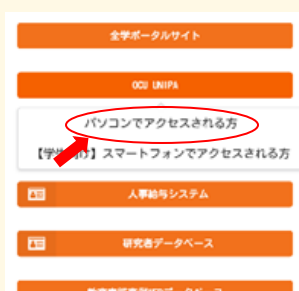 全学ポータルサイト
OCU UNIPA
パソコンでアクセスされる方
【学生向け】スマートフォンでアクセスされる方
人事給与システム
研究者データベース